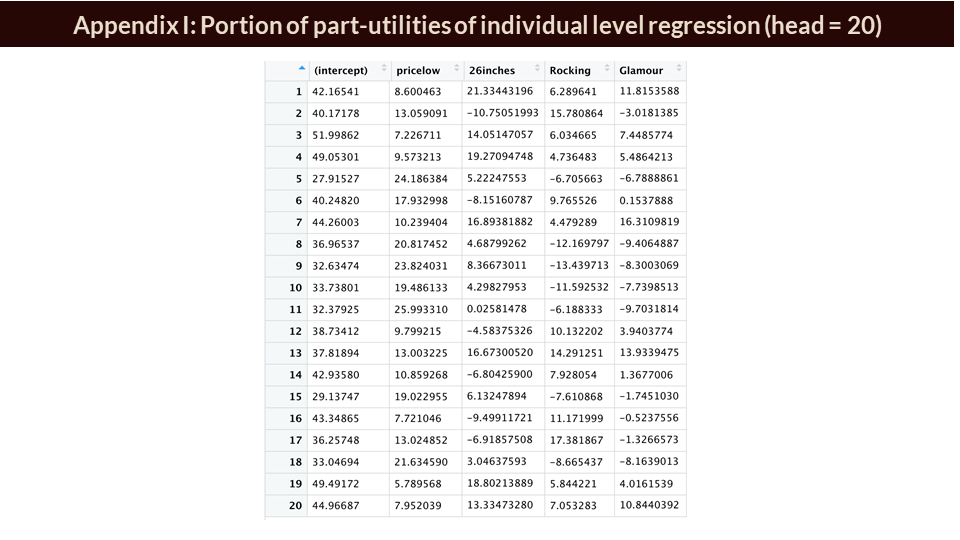 Appendix I: Portion of part-utilities of individual level regression (head = 20)
(intercept) pricelow 26inches Rocking Glamour
1 42.16541 8.600463 21.33443196 6.289641 11.8153588
2 40.17178 13.059091 −10.75051993 15.780864 −3.0181385
3 51.99862 7.226711 14.05147057 6.034665 7.4485774
4 49.05301 9.573213 19.27094748 4.736483 5.4864213
5 27.91527 24.186384 5.22247553 −6.705663 −6.7888861
6 40.24820 17.932998 −8.15160787 9.765526 0.1537888
7 44.26003 10.239404 16.89381882 4.479289 16.3109819
8 36.96537 20.817452 4.68799262 −12.169797 −9.4064887
9 32.63474 23.824031 8.36673011 −13.439713 −8.3003069
10 33.73801 19.486133 4.29827953 −11.592532 −7.7398513
11 32.37925 25.993310 0.02581478 −6.188333 −9.7031814
12 38.73412 9.799215 −4.58375326 10.132202 3.9403774
13 37.81894 13.003225 16.67300520 14.291251 13.9339475
14 42.93580 10.859268 −6.80425900 7.928054 1.3677006
15 29.13747 19.022955 6.13247894 −7.610868 −1.7451030
16 43.34865 7.721046 −9.49911721 11.171999 −0.5237556
17 36.25748 13.024852 −6.91857508 17.381867 −1.3266573
18 33.04694 21.634590 3.04637593 −8.665437 −8.1639013
19 49.49172 5.789568 18.80213889 5.844221 4.0161539
20 44.96687 7.952039 13.33473280 7.053283 10.8440392